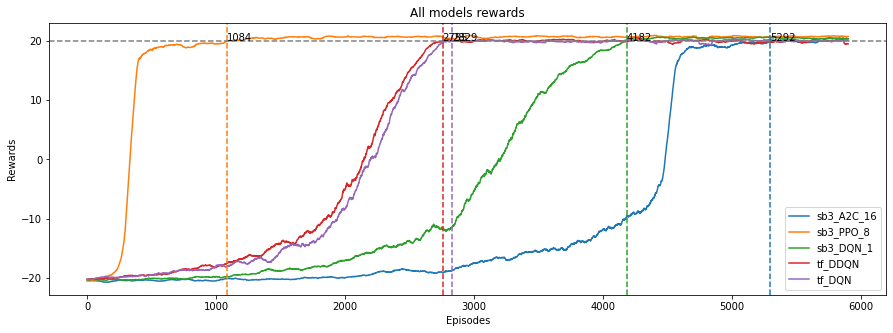 All models rewards
Rewards
20
10
0
−10
−20
1084
2829
4182
5292
sb3_A2C_16
sb3_PPO_8
sb3_DQN_1
tf_DDQN
tf_DQN
0
1000
2000
3000
4000
5000
6000
Episodes